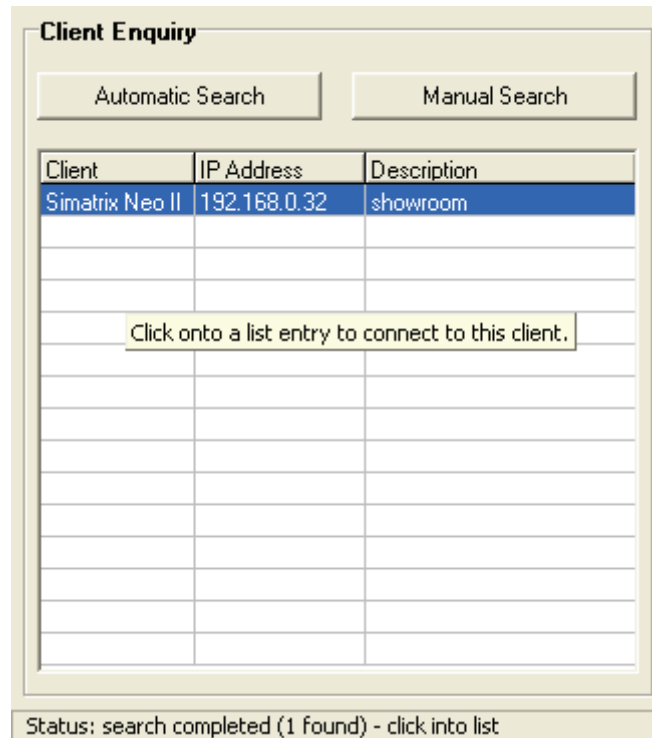 Client Enquiry
Automatic Search Manual Search
Client IP Address Description
Simatrix Neo II 192.168.0.32 showroom
Click onto a list entry to connect to this client.
Status: search completed (1 found) - click into list